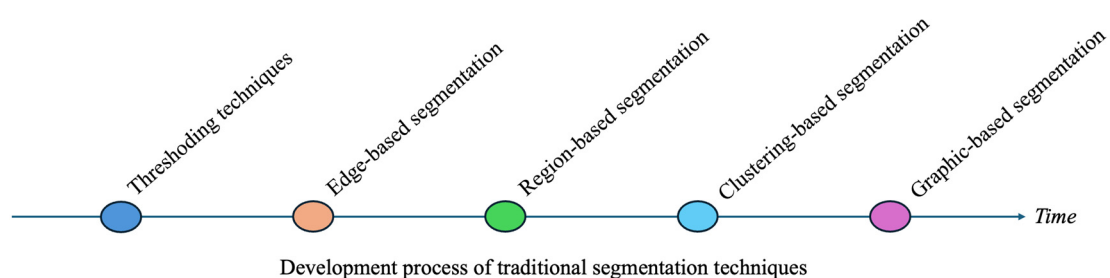 Threshoding techniques
Edge-based segmentation
Region-based segmentation
Clustering-based segmentation
Graphic-based segmentation
Time
Development process of traditional segmentation techniques